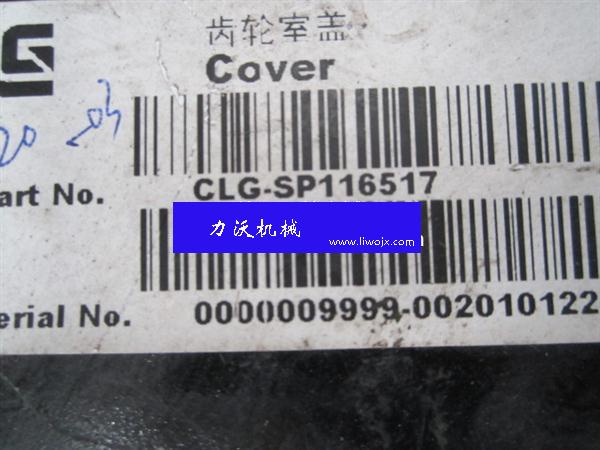 齿轮室盖
Cover
art No. CLG-SP116517
力沃机械
www.liwojx.com
erial No. 0000009999-002010122